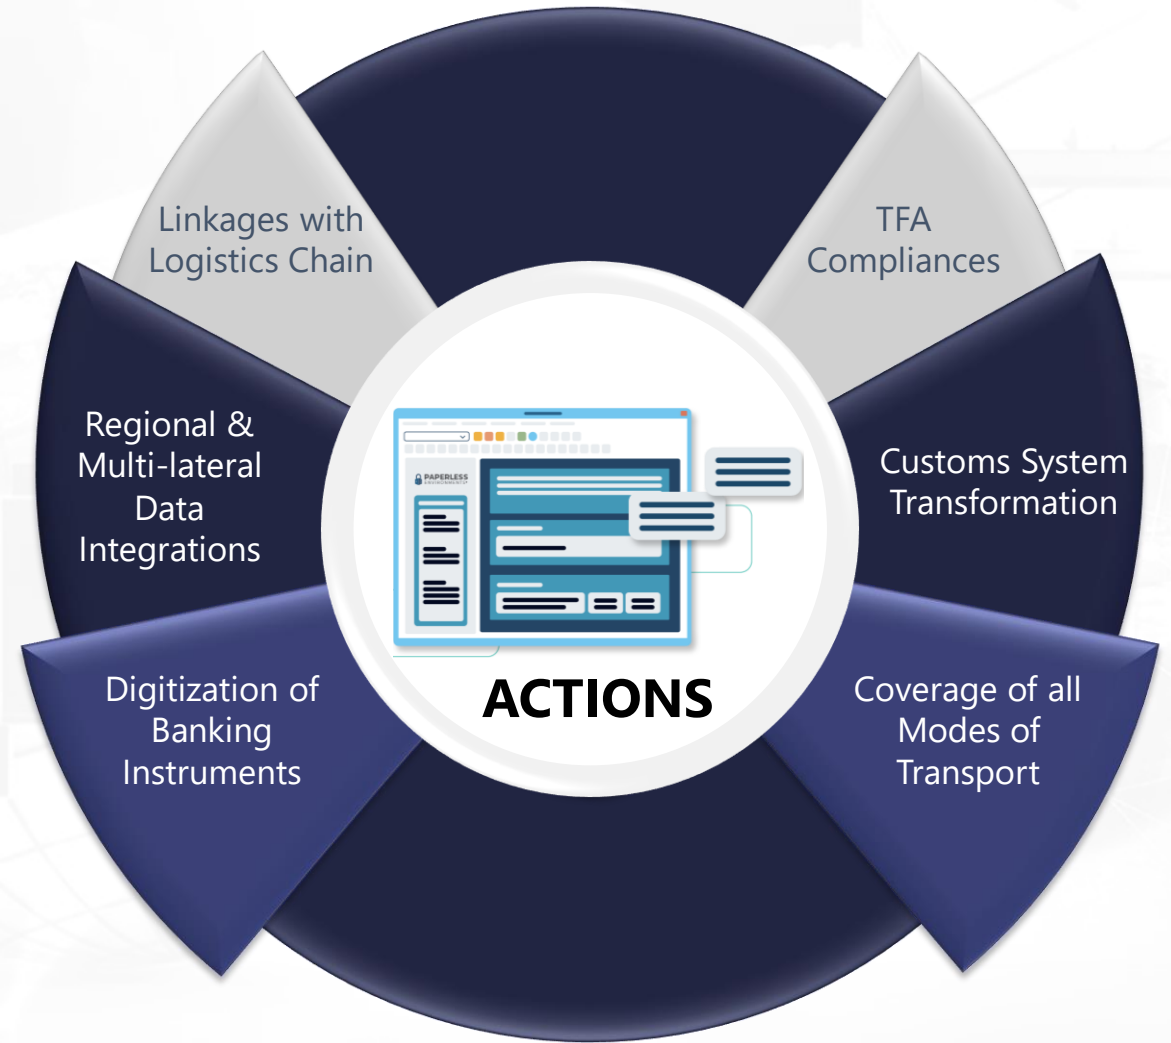 Linkages with
Logistics Chain
TFA
Compliances
Regional &
Multi-lateral
Data
Integrations
Customs System
Transformation
PAPERLESS
ENVIRONMENTS
ACTIONS
Digitization of
Banking
Instruments
Coverage of all
Modes of
Transport